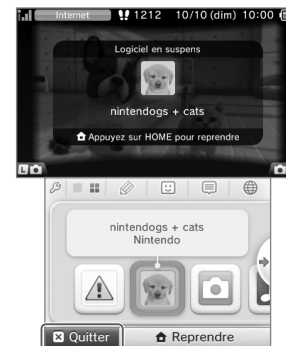 Internet 1212 10/10 (dim) 10:00
Logiciel en suspens
nintendogs + cats
Appuyez sur HOME pour reprendre
L
nintendogs + cats
Nintendo
Quitter Reprendre